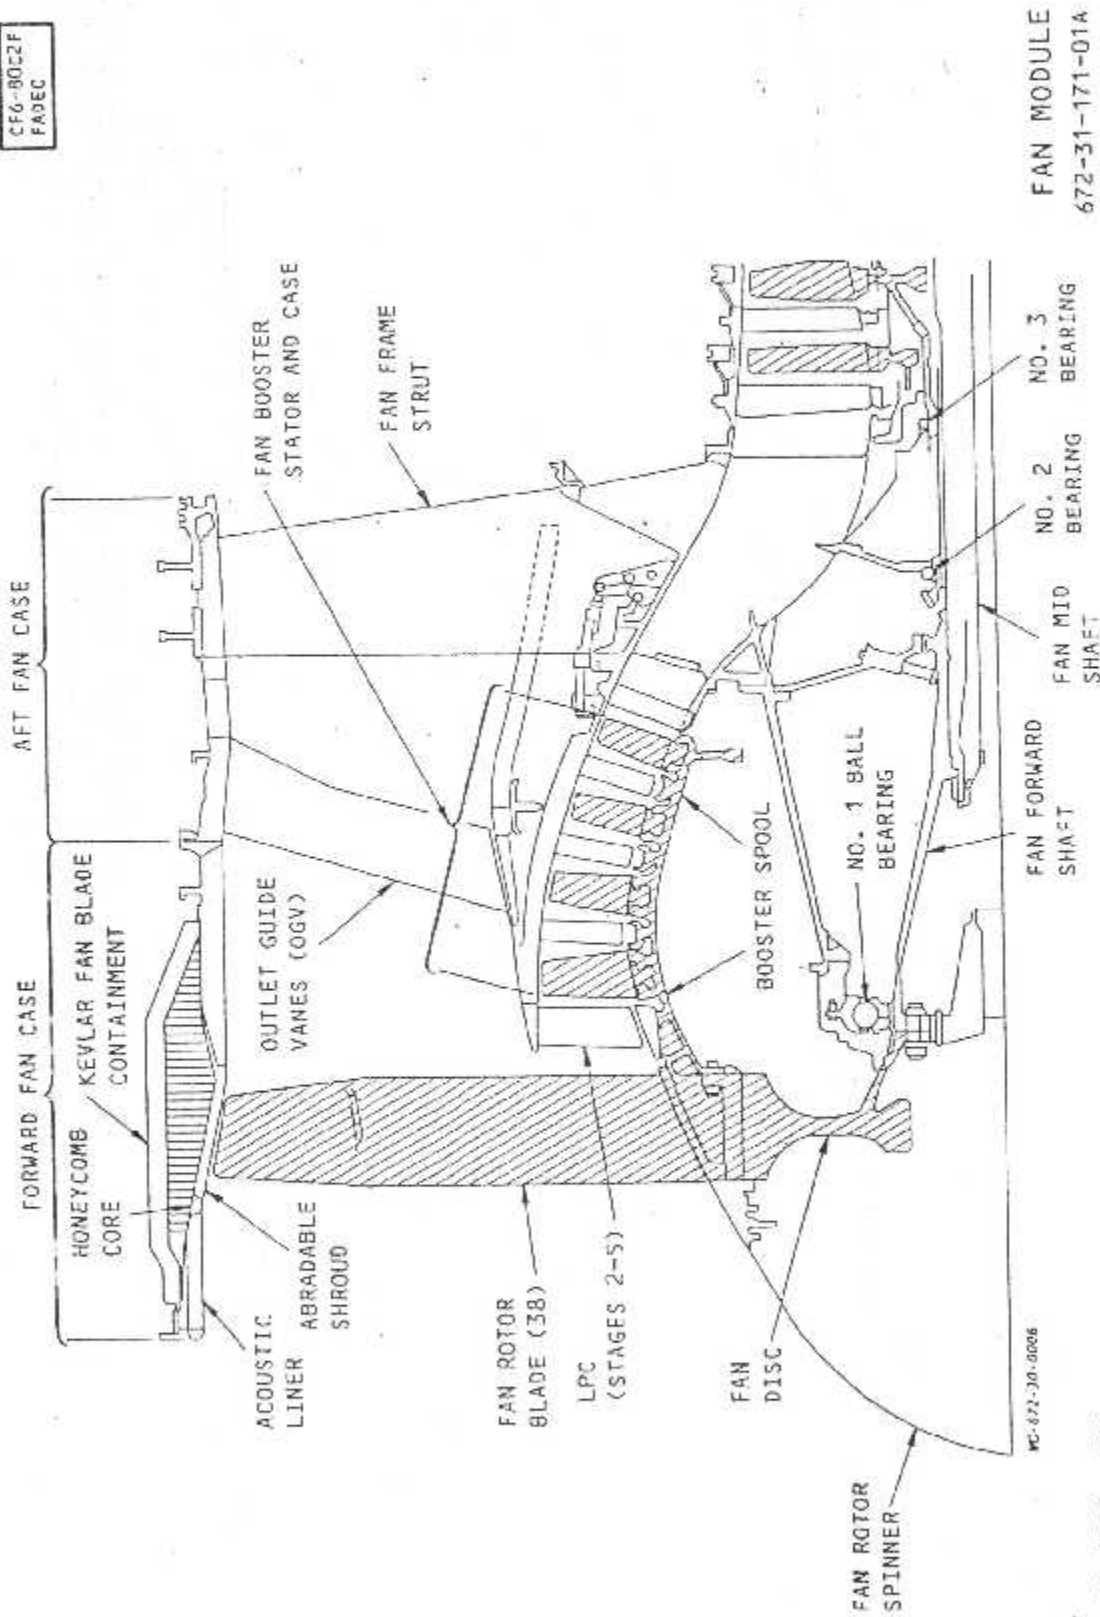 CF6-80C2F
FADEC
FORWARD FAN CASE
AFT FAN CASE
HONEYCOMB
CORE
KEVLAR FAN BLADE
CONTAINMENT
ACOUSTIC
LINER
ABRADABLE
SHROUD
OUTLET GUIDE
VANES (OGV)
FAN BOOSTER
STATOR AND CASE
FAN FRAME
STRUT
FAN ROTOR
BLADE (38)
LPC
(STAGES 2-5)
FAN
DISC
BOOSTER SPOOL
NO. 1 BALL
BEARING
FAN ROTOR
SPINNER
FAN FORWARD
SHAFT
FAN MID
SHAFT
NO. 2
BEARING
NO. 3
BEARING
FAN MODULE
672-31-171-01A